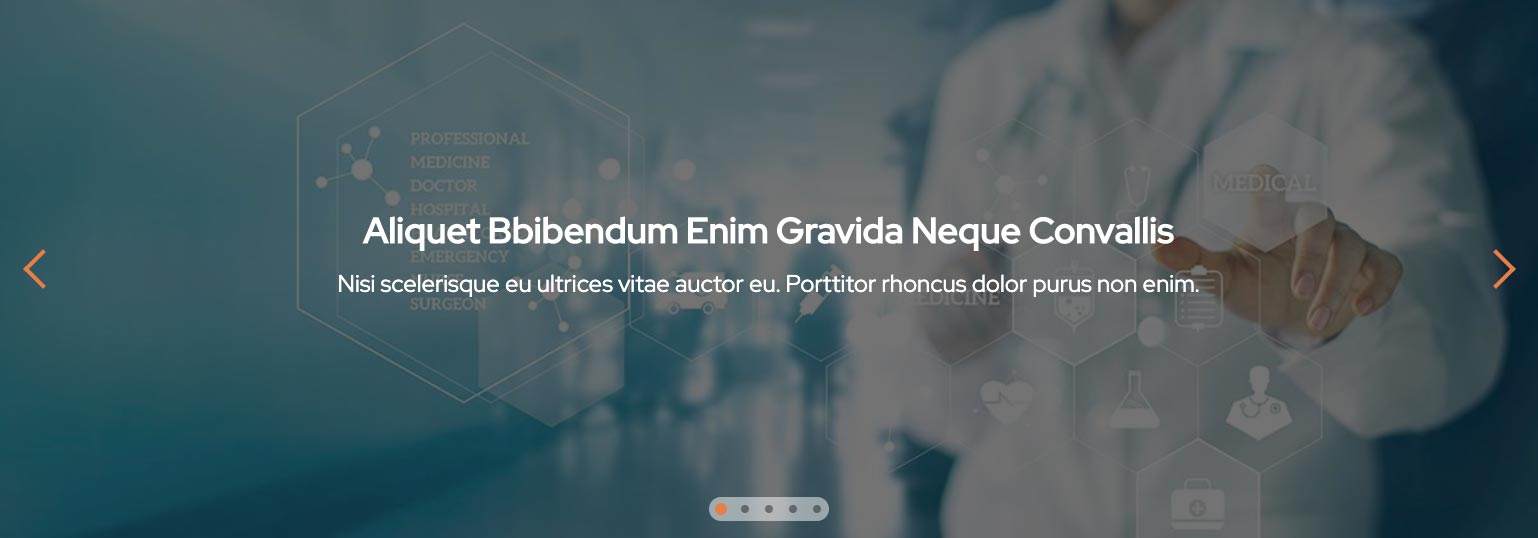 PROFESSIONAL
MEDICINE
DOCTOR
HOSPITAL
EMERGENCY
SURGEON
MEDICAL
Aliquet Bbibendum Enim Gravida Neque Convallis
Nisi scelerisque eu ultrices vitae auctor eu. Porttitor rhoncus dolor purus non enim.